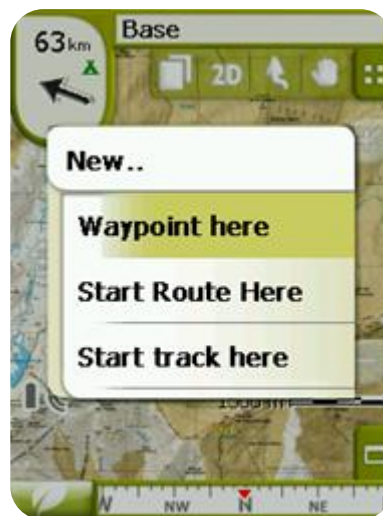 63km
Base
2D
New..
Waypoint here
Start Route Here
Start track here
W NW N NE